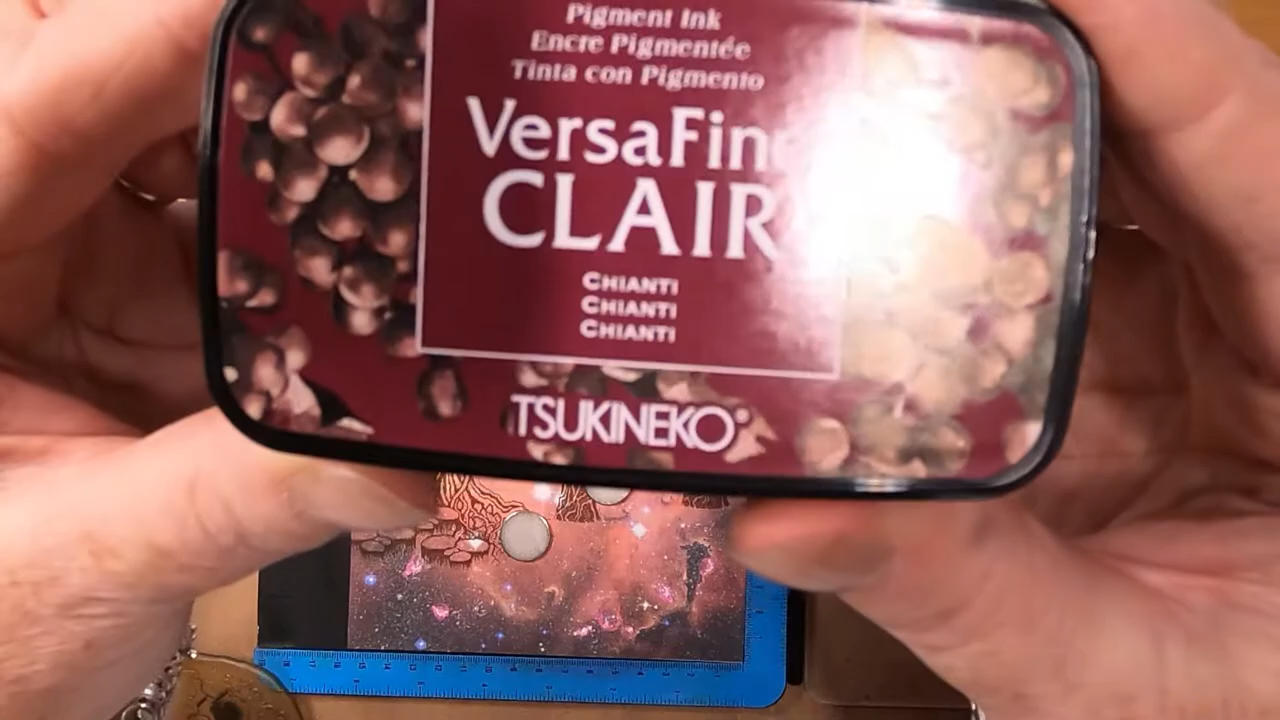 Pigment Ink
Encre Pigmentée
Tinta con Pigmento
VersaFin
CLAIR
CHIANTI
CHIANTI
CHIANTI
TSUKINEKO®